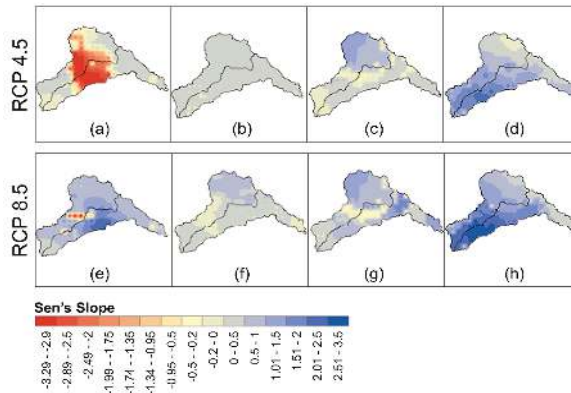 RCP 4.5
(a) (b) (c) (d)
RCP 8.5
(e) (f) (g) (h)
Sen's Slope
-3.29 - -2.9
-2.89 - -2.5
-2.49 - -2
-1.99 - -1.75
-1.74 - -1.35
-1.34 - -0.95
-0.95 - -0.5
-0.5 - -0.2
-0.2 - 0
0 - 0.5
0.5 - 1
1.01 - 1.5
1.51 - 2
2.01 - 2.5
2.51 - 3.5